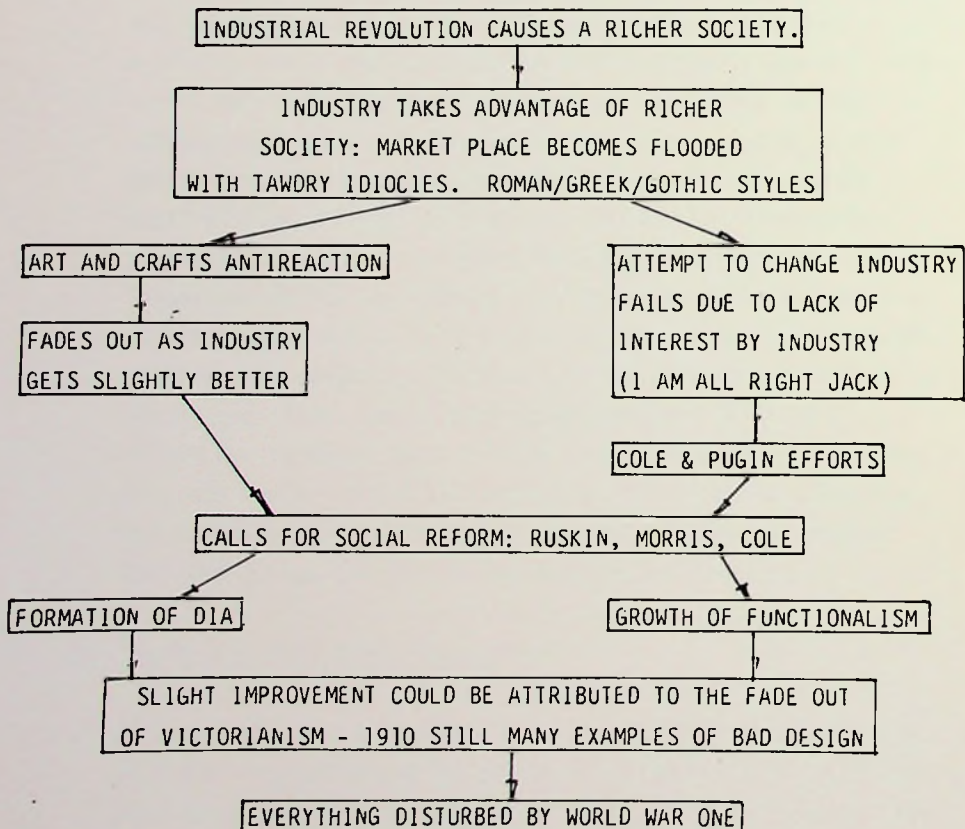 INDUSTRIAL REVOLUTION CAUSES A RICHER SOCIETY.
INDUSTRY TAKES ADVANTAGE OF RICHER
SOCIETY: MARKET PLACE BECOMES FLOODED
WITH TAWDRY IDIOCIES. ROMAN/GREEK/GOTHIC STYLES
ART AND CRAFTS ANTIREACTION
FADES OUT AS INDUSTRY
GETS SLIGHTLY BETTER
ATTEMPT TO CHANGE INDUSTRY
FAILS DUE TO LACK OF
INTEREST BY INDUSTRY
(I AM ALL RIGHT JACK)
COLE & PUGIN EFFORTS
CALLS FOR SOCIAL REFORM: RUSKIN, MORRIS, COLE
FORMATION OF DIA
GROWTH OF FUNCTIONALISM
SLIGHT IMPROVEMENT COULD BE ATTRIBUTED TO THE FADE OUT
OF VICTORIANISM - 1910 STILL MANY EXAMPLES OF BAD DESIGN
EVERYTHING DISTURBED BY WORLD WAR ONE